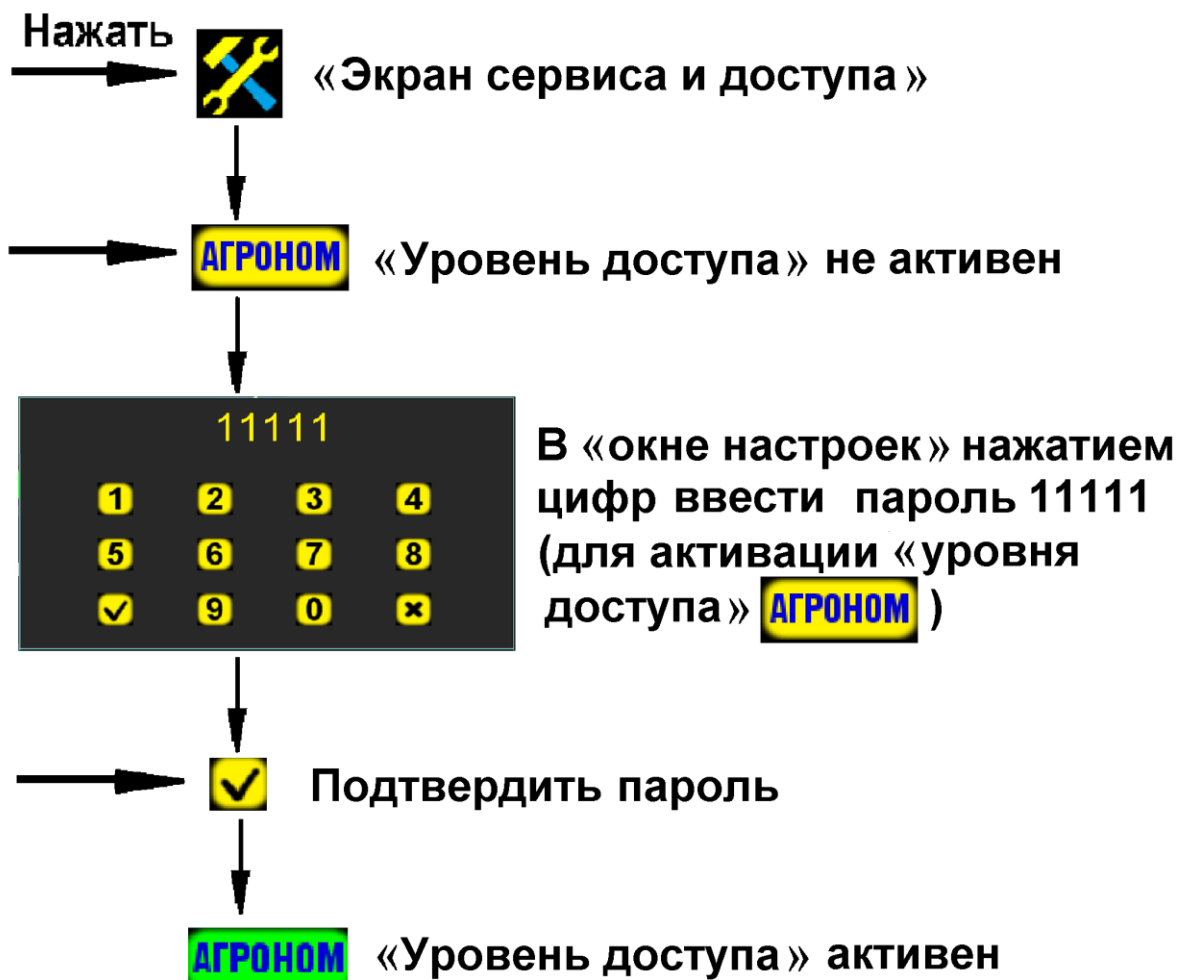 Нажать
«Экран сервиса и доступа»
АГРОНОМ «Уровень доступа» не активен
11111
1 2 3 4
5 6 7 8
9 0
В «окне настроек» нажатием
цифр ввести пароль 11111
(для активации «уровня
доступа» АГРОНОМ )
Подтвердить пароль
АГРОНОМ «Уровень доступа» активен